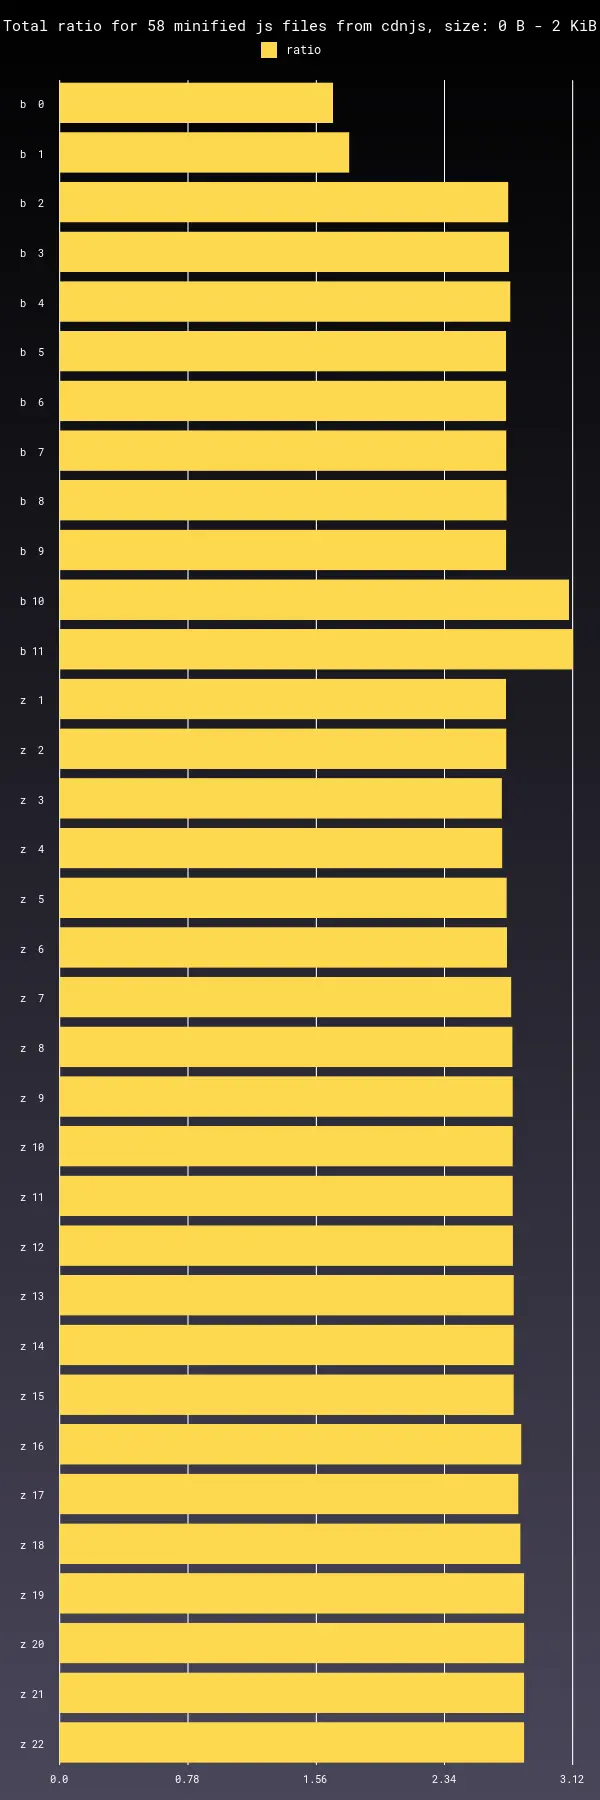 Total ratio for 58 minified js files from cdnjs, size: 0 B - 2 KiB
ratio
b 0
b 1
b 2
b 3
b 4
b 5
b 6
b 7
b 8
b 9
b 10
b 11
z 1
z 2
z 3
z 4
z 5
z 6
z 7
z 8
z 9
z 10
z 11
z 12
z 13
z 14
z 15
z 16
z 17
z 18
z 19
z 20
z 21
z 22
0.0 0.78 1.56 2.34 3.12